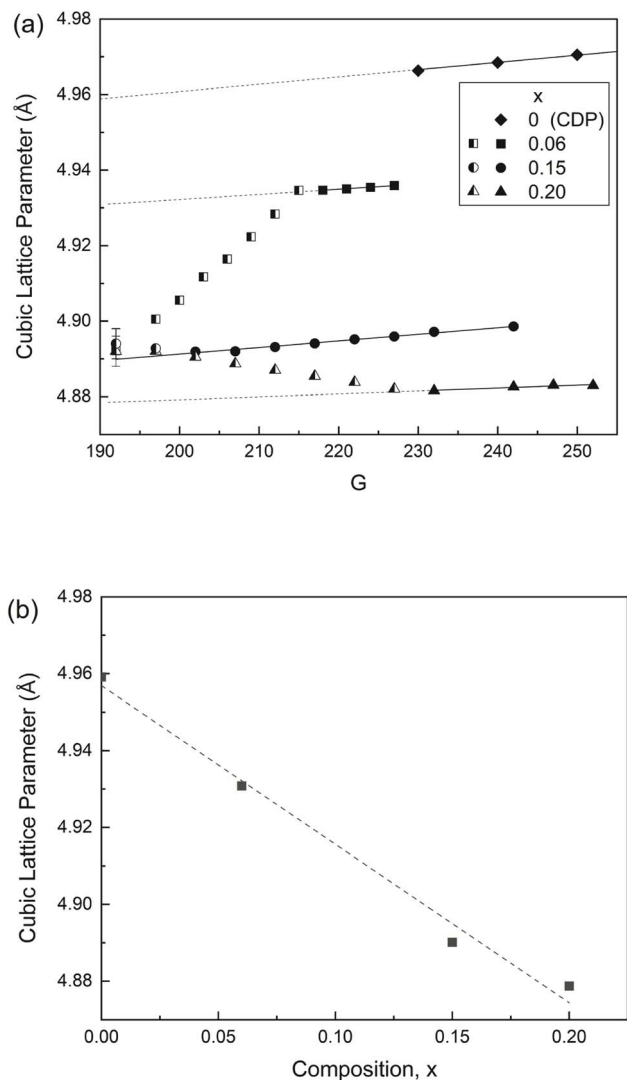 (a)
4.98
4.96
4.94
4.92
4.90
4.88
Cubic Lattice Parameter (Å)
x
0 (CDP)
0.06
0.15
0.20
190 200 210 220 230 240 250
G
(b)
4.98
4.96
4.94
4.92
4.90
4.88
Cubic Lattice Parameter (Å)
0.00 0.05 0.10 0.15 0.20
Composition, x